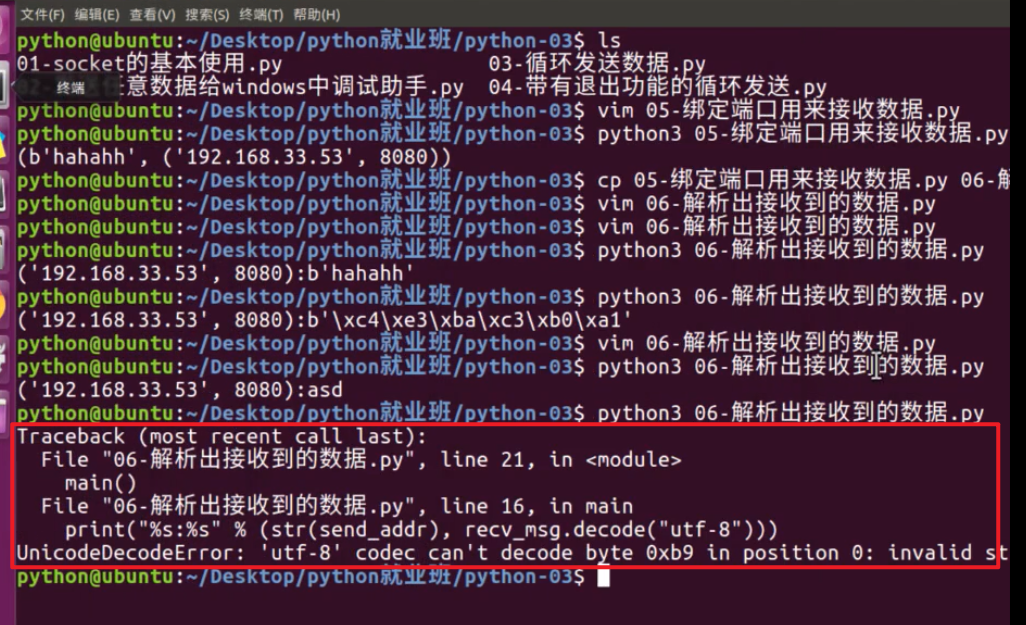 文件(F) 编辑(E) 查看(V) 搜索(S) 终端(T) 帮助(H)
python@ubuntu:~/Desktop/python就业班/python-03$ ls
01-socket的基本使用.py 03-循环发送数据.py
任意数据给windows中调试助手.py 04-带有退出功能的循环发送.py
终端
python@ubuntu:~/Desktop/python就业班/python-03$ vim 05-绑定端口用来接收数据.py
python@ubuntu:~/Desktop/python就业班/python-03$ python3 05-绑定端口用来接收数据.py
(b'hahahh', ('192.168.33.53', 8080))
python@ubuntu:~/Desktop/python就业班/python-03$ cp 05-绑定端口用来接收数据.py 06-解
python@ubuntu:~/Desktop/python就业班/python-03$ vim 06-解析出接收到的数据.py
python@ubuntu:~/Desktop/python就业班/python-03$ vim 06-解析出接收到的数据.py
python@ubuntu:~/Desktop/python就业班/python-03$ python3 06-解析出接收到的数据.py
('192.168.33.53', 8080):b'hahahh'
python@ubuntu:~/Desktop/python就业班/python-03$ python3 06-解析出接收到的数据.py
('192.168.33.53', 8080):b'\xc4\xe3\xba\xc3\xb0\xa1'
python@ubuntu:~/Desktop/python就业班/python-03$ vim 06-解析出接收到的数据.py
python@ubuntu:~/Desktop/python就业班/python-03$ python3 06-解析出接收到的数据.py
('192.168.33.53', 8080):asd
python@ubuntu:~/Desktop/python就业班/python-03$ python3 06-解析出接收到的数据.py
Traceback (most recent call last):
File "06-解析出接收到的数据.py", line 21, in <module>
main()
File "06-解析出接收到的数据.py", line 16, in main
print("%s:%s" % (str(send_addr), recv_msg.decode("utf-8")))
UnicodeDecodeError: 'utf-8' codec can't decode byte 0xb9 in position 0: invalid st
python@ubuntu:~/Desktop/python就业班/python-03$